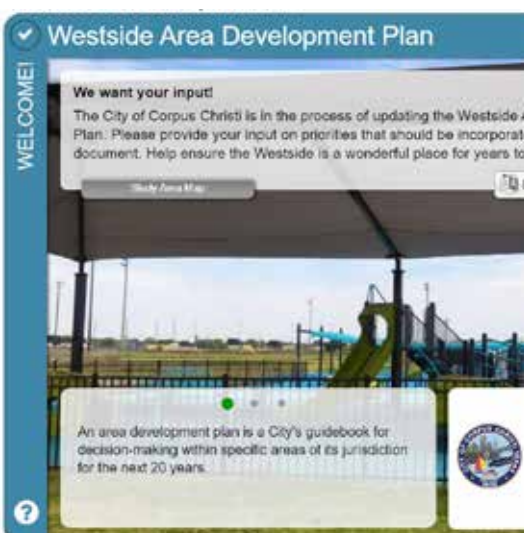 Westside Area Development Plan
WELCOME!
We want your input!
The City of Corpus Christi is in the process of updating the Westside A
Plan. Please provide your input on priorities that should be incorporat
document. Help ensure the Westside is a wonderful place for years to
Study Area Map
An area development plan is a City's guidebook for
decision-making within specific areas of its jurisdiction
for the next 20 years.
?